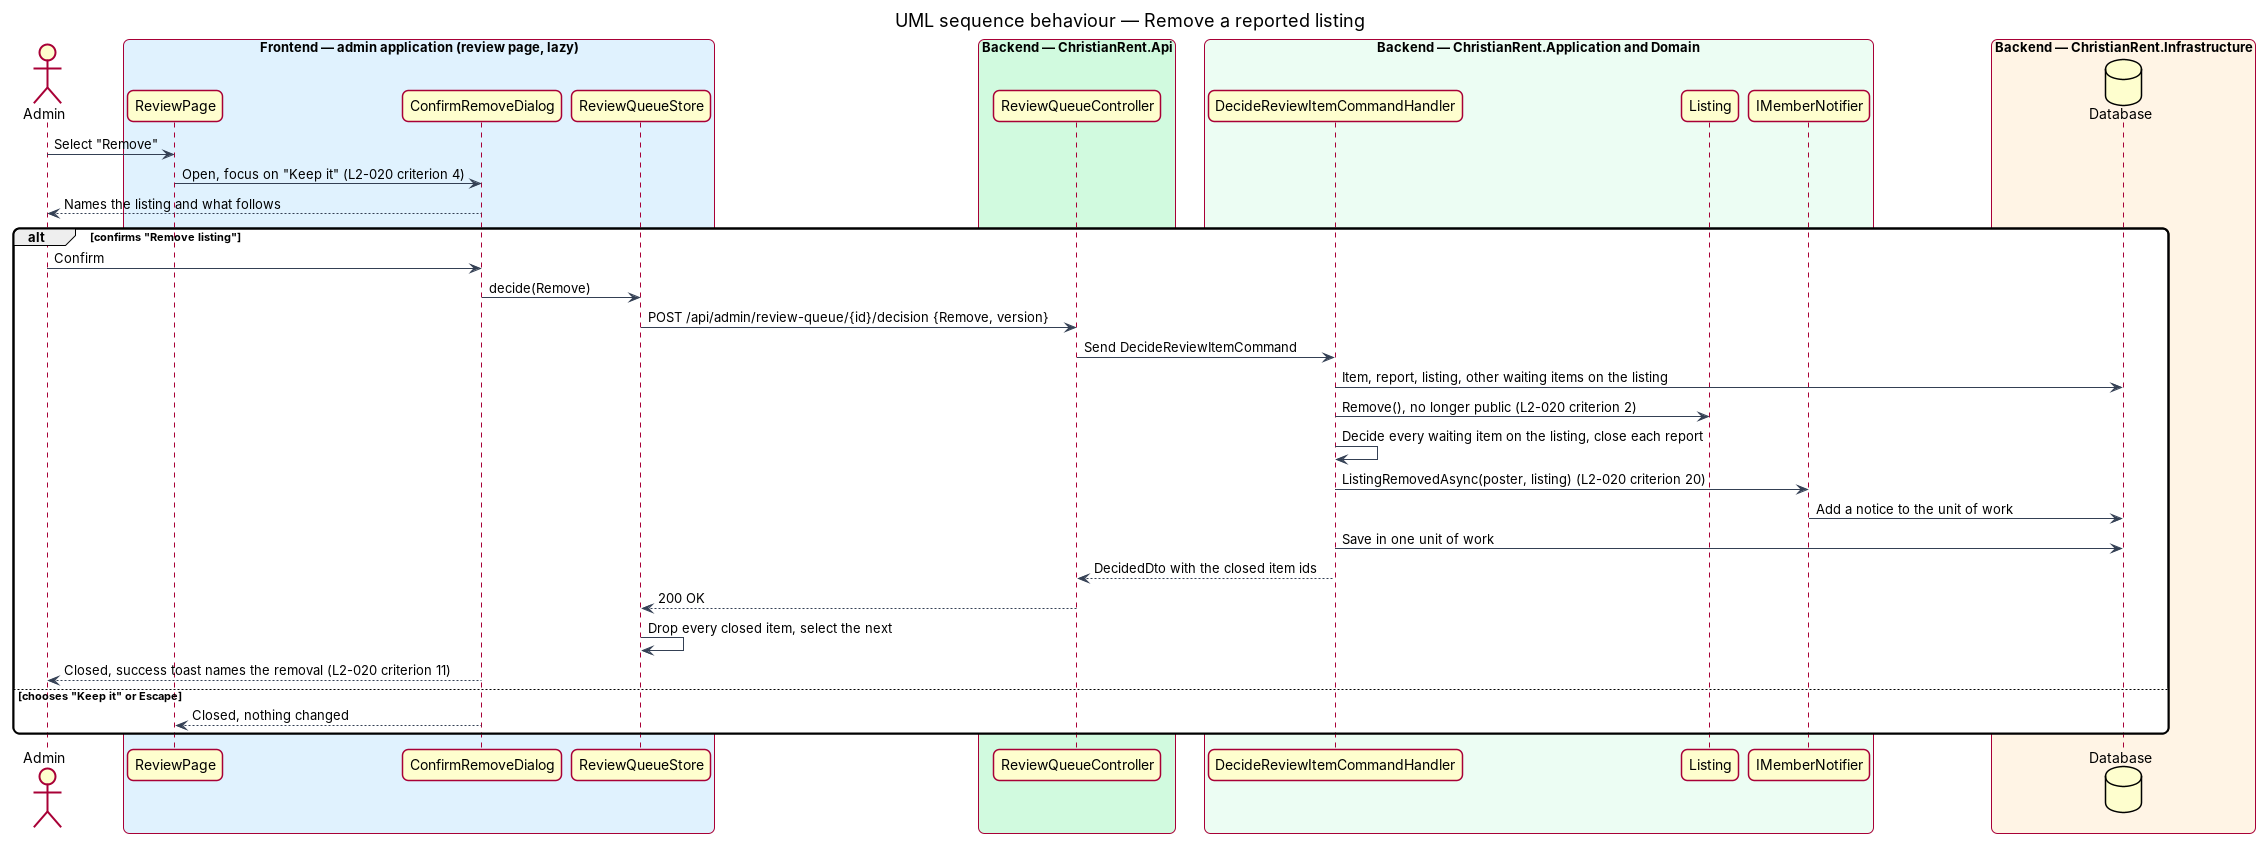 UML sequence behaviour — Remove a reported listing
Frontend — admin application (review page, lazy)
Backend — ChristianRent.Api
Backend — ChristianRent.Application and Domain
Backend — ChristianRent.Infrastructure
Admin
ReviewPage
ConfirmRemoveDialog
ReviewQueueStore
ReviewQueueController
DecideReviewItemCommandHandler
Listing
IMemberNotifier
Database
Select "Remove"
Open, focus on "Keep it" (L2-020 criterion 4)
Names the listing and what follows
alt
[confirms "Remove listing"]
Confirm
decide(Remove)
POST /api/admin/review-queue/{id}/decision {Remove, version}
Send DecideReviewItemCommand
Item, report, listing, other waiting items on the listing
Remove(), no longer public (L2-020 criterion 2)
Decide every waiting item on the listing, close each report
ListingRemovedAsync(poster, listing) (L2-020 criterion 20)
Add a notice to the unit of work
Save in one unit of work
DecidedDto with the closed item ids
200 OK
Drop every closed item, select the next
Closed, success toast names the removal (L2-020 criterion 11)
[chooses "Keep it" or Escape]
Closed, nothing changed
Admin
ReviewPage
ConfirmRemoveDialog
ReviewQueueStore
ReviewQueueController
DecideReviewItemCommandHandler
Listing
IMemberNotifier
Database